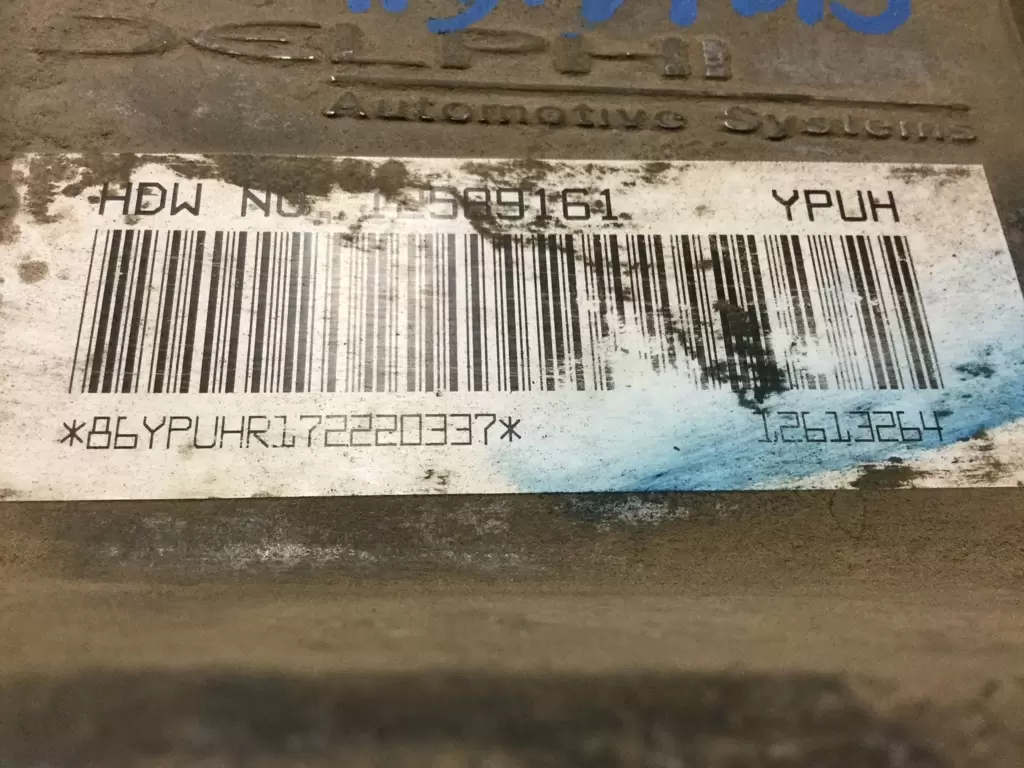 DELPHI
Automotive Systems
HDW NO. 12589161 YPUH
*86YPUHR172220337* 12613264